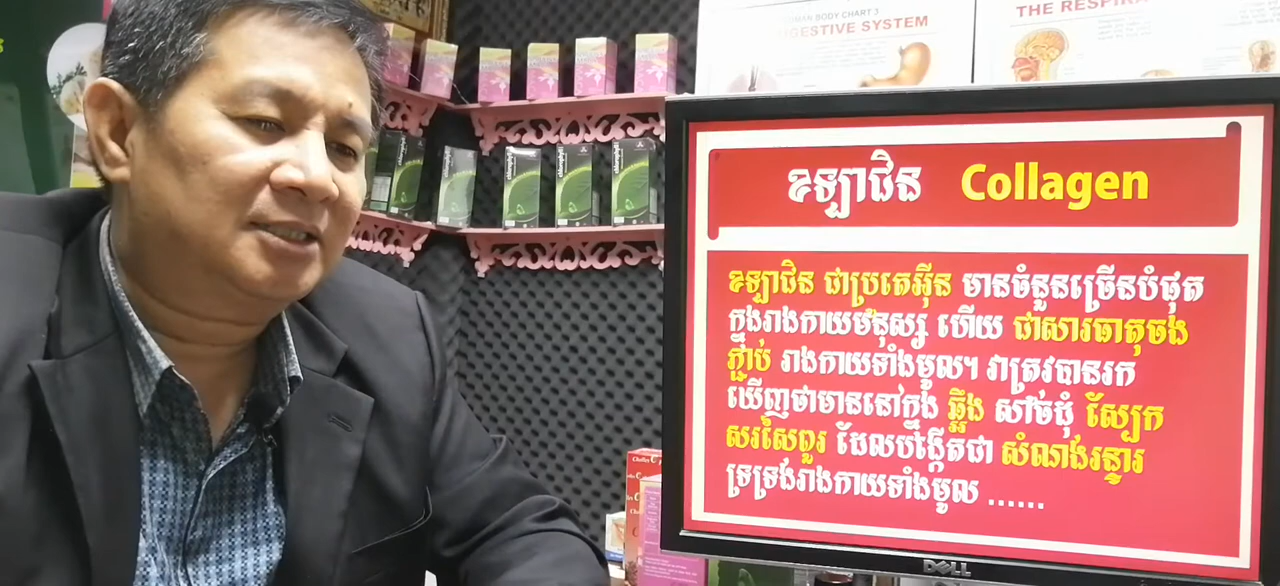 HUMAN BODY CHART 3
DIGESTIVE SYSTEM
THE RESPIRA
ខឡាជិន Collagen
ខឡាជិន ជាប្រូតេអ៊ីន មានចំនួនច្រើនបំផុត
ក្នុងរាងកាយមនុស្ស ហើយ ជាសារធាតុចង
ភ្ជាប់ រាងកាយទាំងមូល។ វាត្រូវបានរក
ឃើញថាមាននៅក្នុង ឆ្អឹង សាច់ដុំ ស្បែក
សរសៃពួរ ដែលបង្កើតជា សំណាង់រន្ទារ
ទ្រទ្រង់រាងកាយទាំងមូល ......
DELL